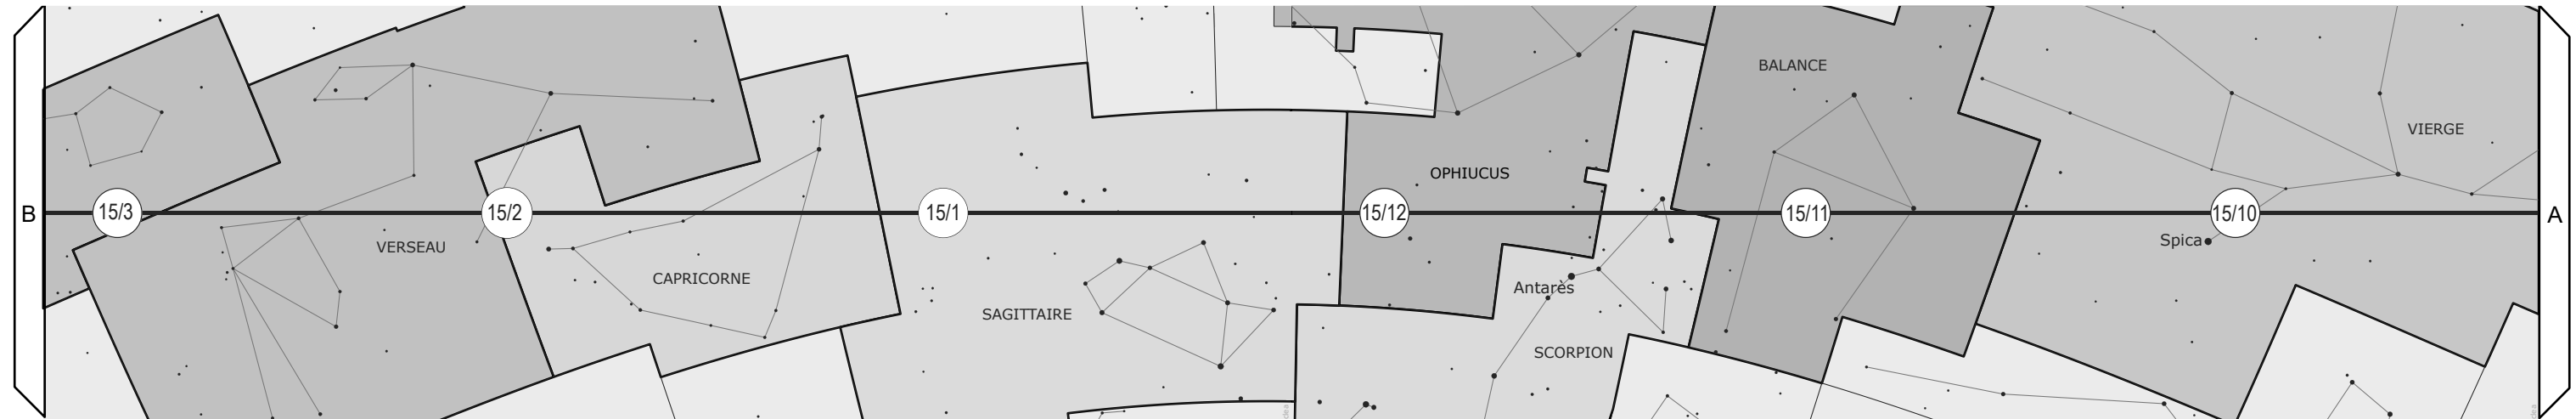 BALANCE
VIERGE
OPHIUCUS
B
15/3
15/2
15/1
15/12
15/11
15/10
A
VERSEAU
Spica
CAPRICORNE
Antarès
SAGITTAIRE
SCORPION